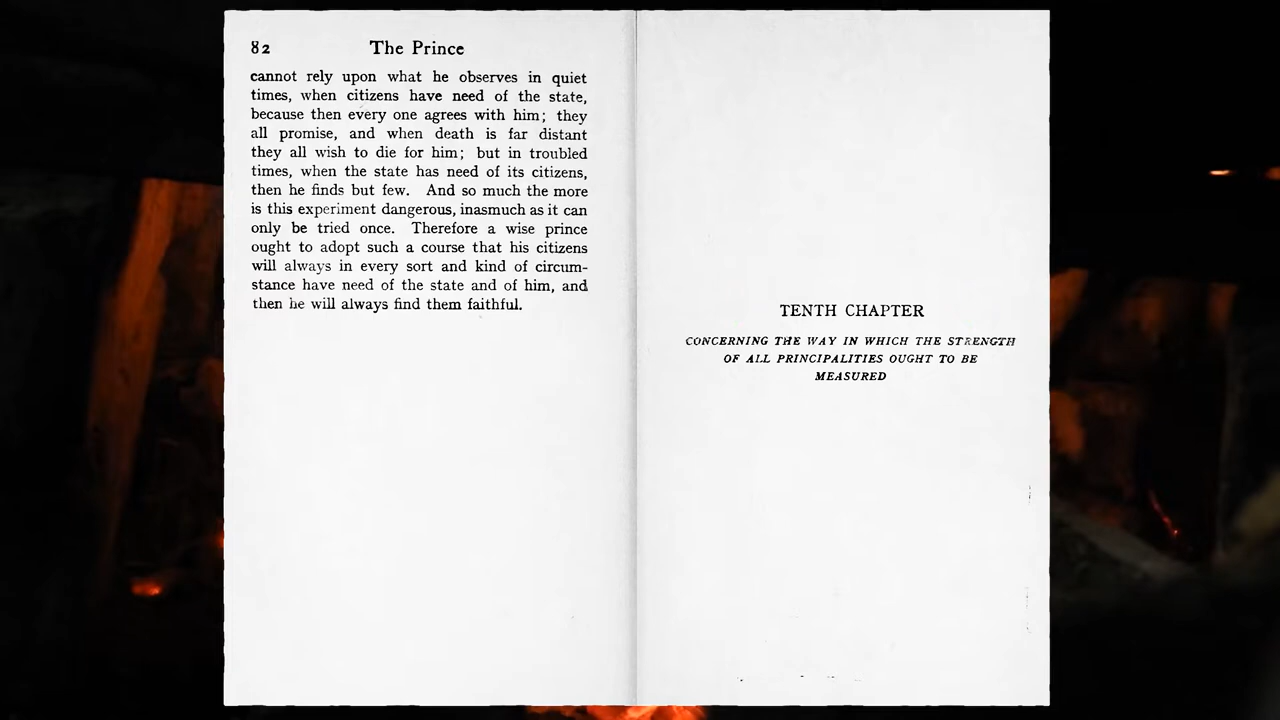 82 The Prince
cannot rely upon what he observes in quiet
times, when citizens have need of the state,
because then every one agrees with him; they
all promise, and when death is far distant
they all wish to die for him; but in troubled
times, when the state has need of its citizens,
then he finds but few. And so much the more
is this experiment dangerous, inasmuch as it can
only be tried once. Therefore a wise prince
ought to adopt such a course that his citizens
will always in every sort and kind of circum-
stance have need of the state and of him, and
then he will always find them faithful.
TENTH CHAPTER
CONCERNING THE WAY IN WHICH THE STRENGTH
OF ALL PRINCIPALITIES OUGHT TO BE
MEASURED